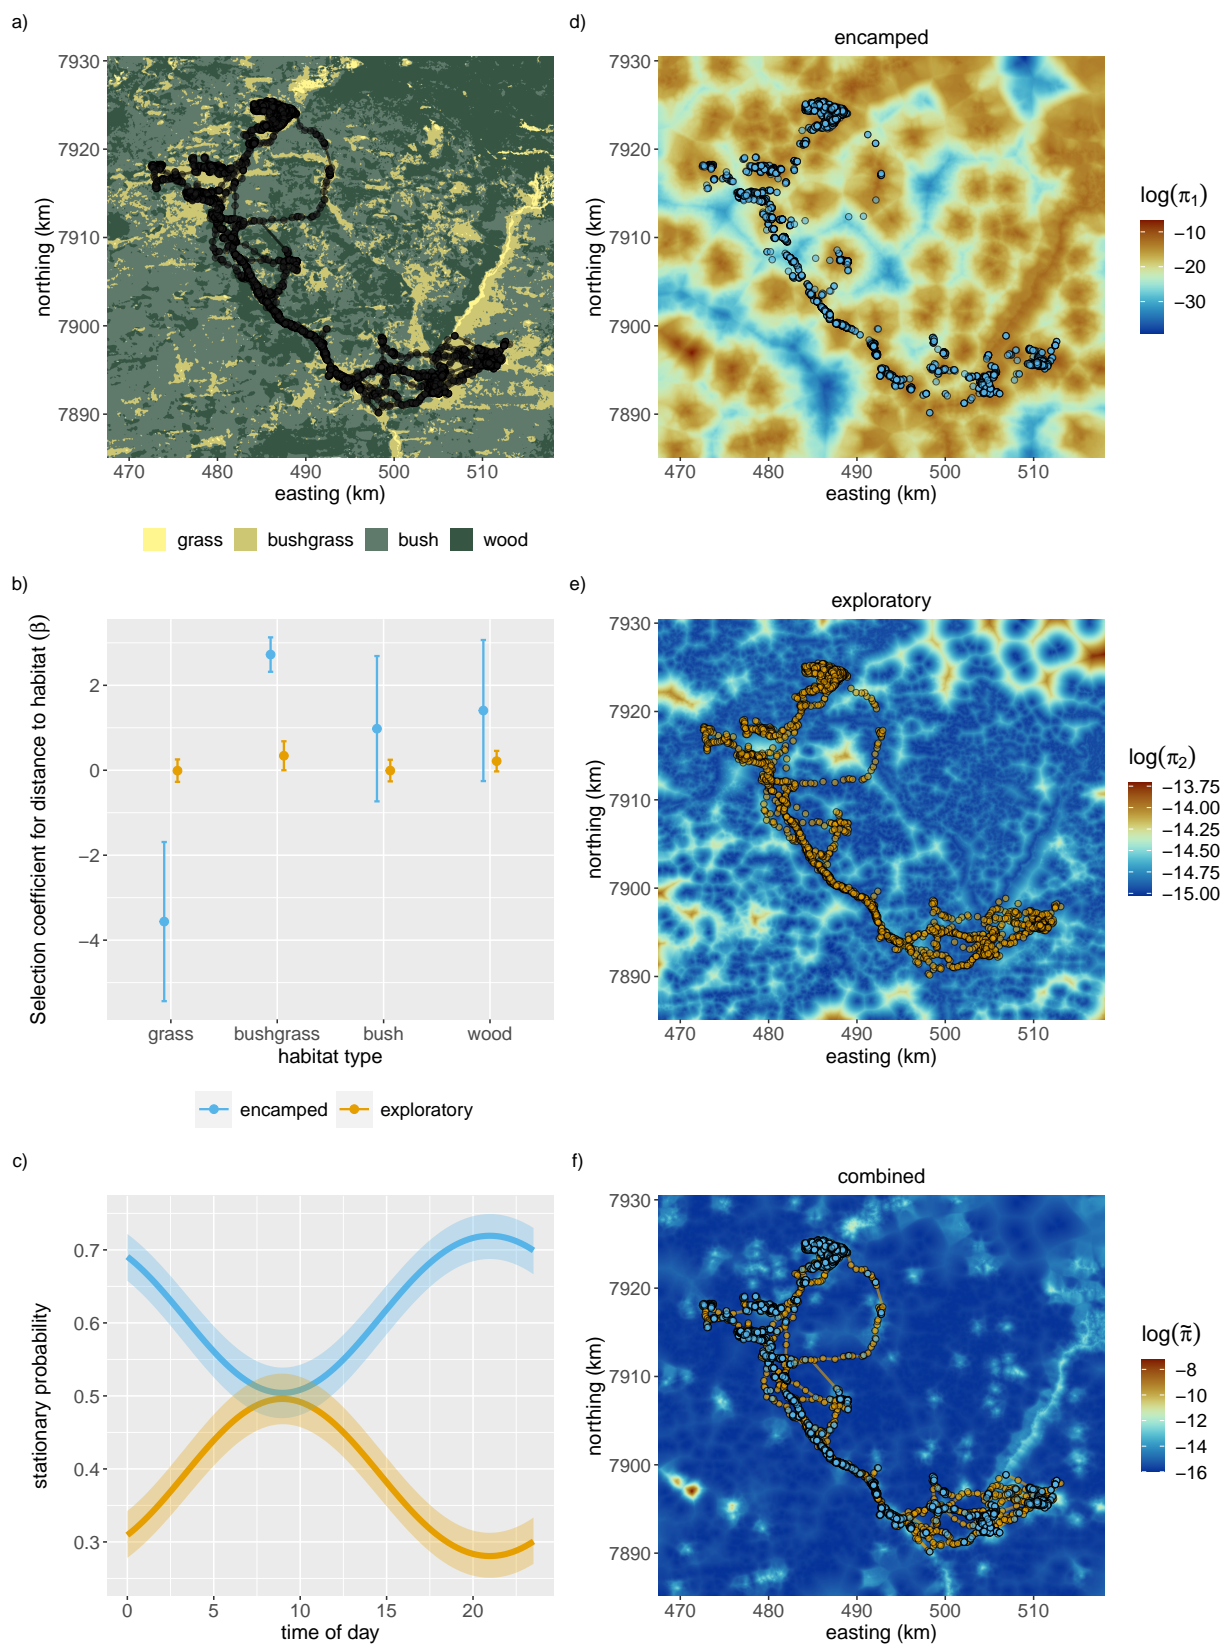 a)
7930
7920
7910
7900
7890
northing (km)
470 480 490 500 510
easting (km)
grass bushgrass bush wood
b)
Selection coefficient for distance to habitat (β)
2
0
−2
−4
grass bushgrass bush wood
habitat type
encamped exploratory
c)
stationary probability
0.7
0.6
0.5
0.4
0.3
0 5 10 15 20
time of day
d)
encamped
7930
7920
7910
7900
7890
northing (km)
470 480 490 500 510
easting (km)
log(π₁)
−10
−20
−30
e)
exploratory
7930
7920
7910
7900
7890
northing (km)
470 480 490 500 510
easting (km)
log(π₂)
−13.75
−14.00
−14.25
−14.50
−14.75
−15.00
f)
combined
7930
7920
7910
7900
7890
northing (km)
470 480 490 500 510
easting (km)
log(π̃)
−8
−10
−12
−14
−16